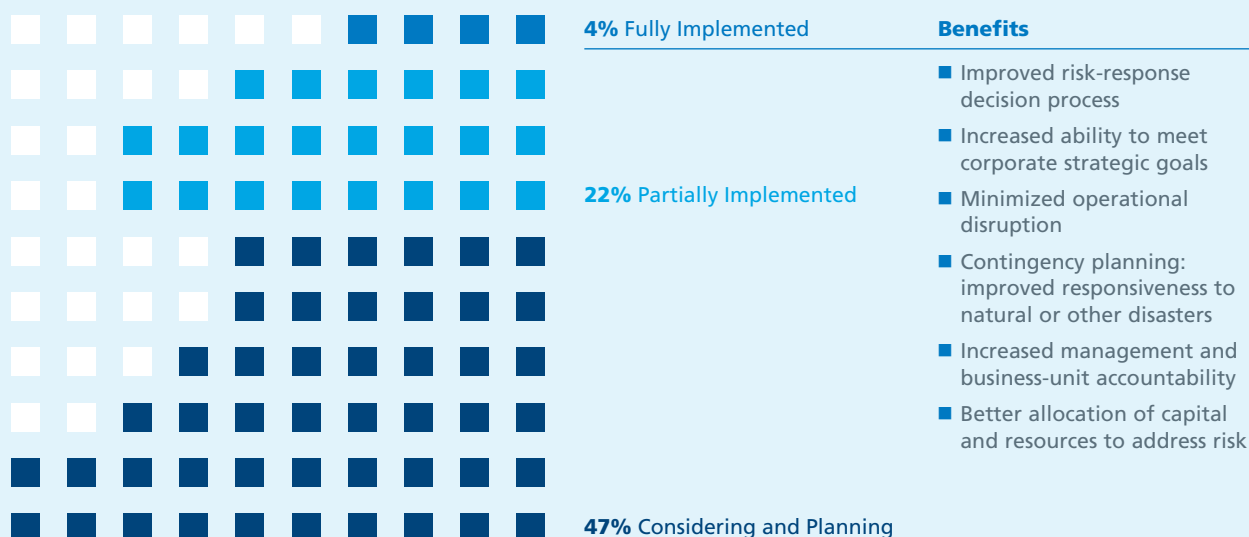 4% Fully Implemented
22% Partially Implemented
47% Considering and Planning
Benefits
Improved risk-response
decision process
Increased ability to meet
corporate strategic goals
Minimized operational
disruption
Contingency planning:
improved responsiveness to
natural or other disasters
Increased management and
business-unit accountability
Better allocation of capital
and resources to address risk